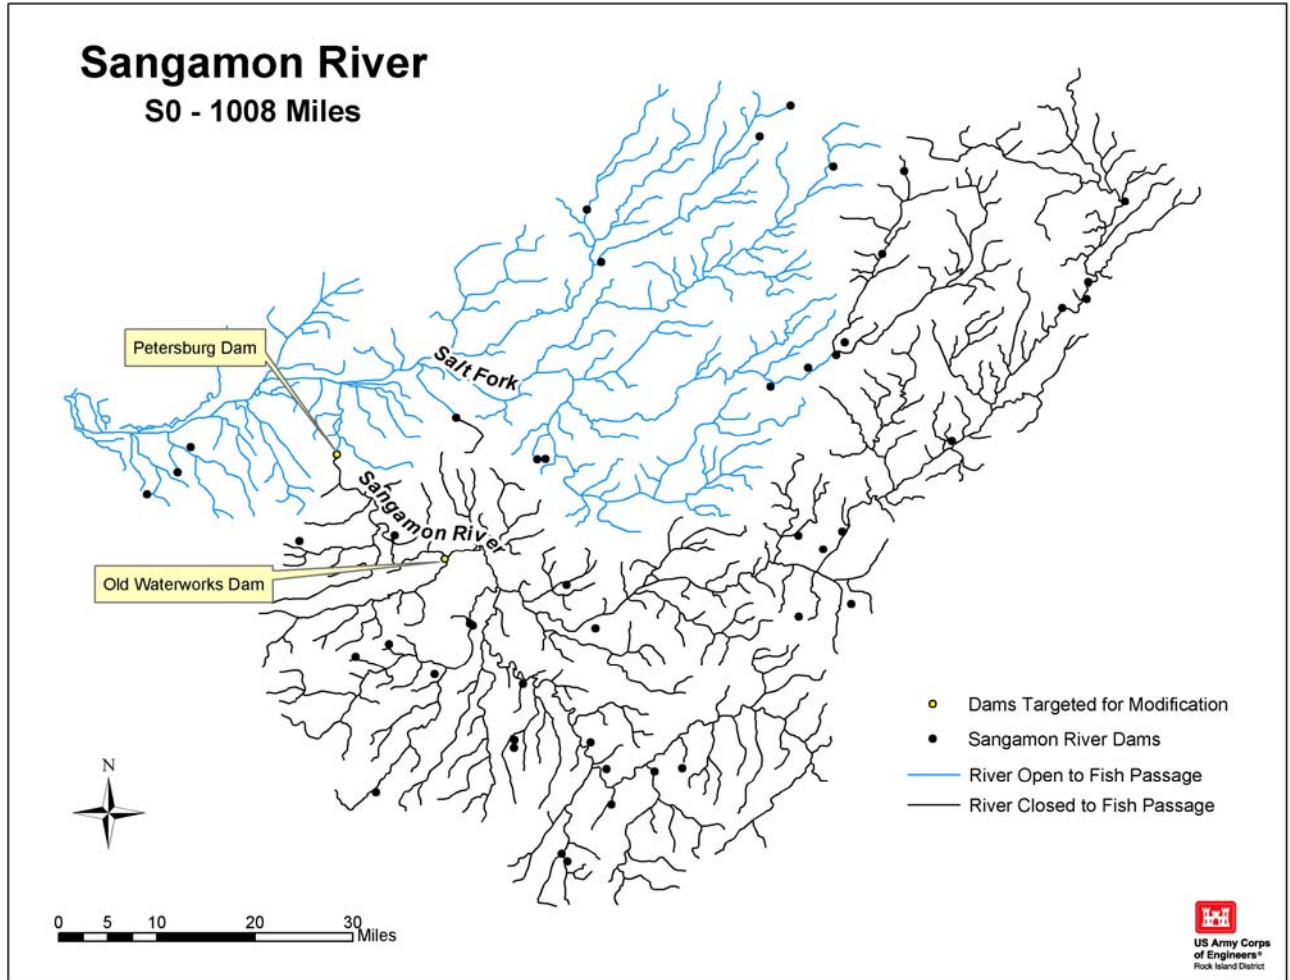 Sangamon River
S0 - 1008 Miles
Petersburg Dam
Salt Fork
Sangamon River
Old Waterworks Dam
Dams Targeted for Modification
Sangamon River Dams
River Open to Fish Passage
River Closed to Fish Passage
N
0 5 10 20 30
Miles
US Army Corps
of Engineers®
Rock Island District